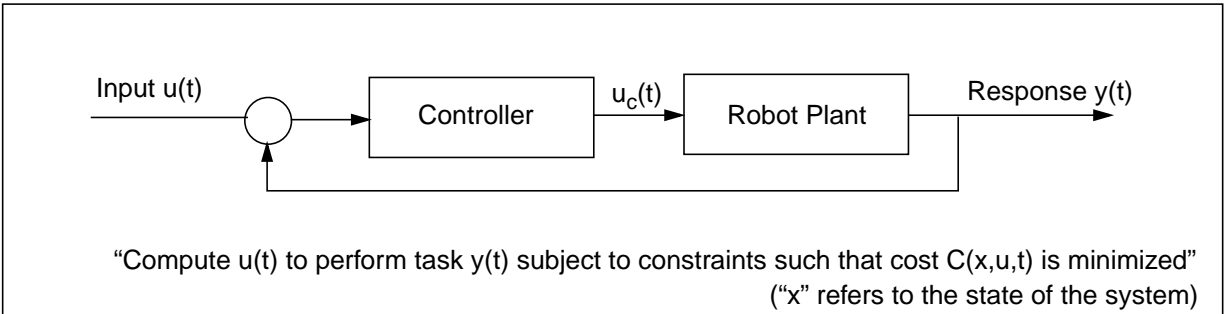 Input u(t)
Controller
u_c(t)
Robot Plant
Response y(t)
“Compute u(t) to perform task y(t) subject to constraints such that cost C(x,u,t) is minimized”
(“x” refers to the state of the system)